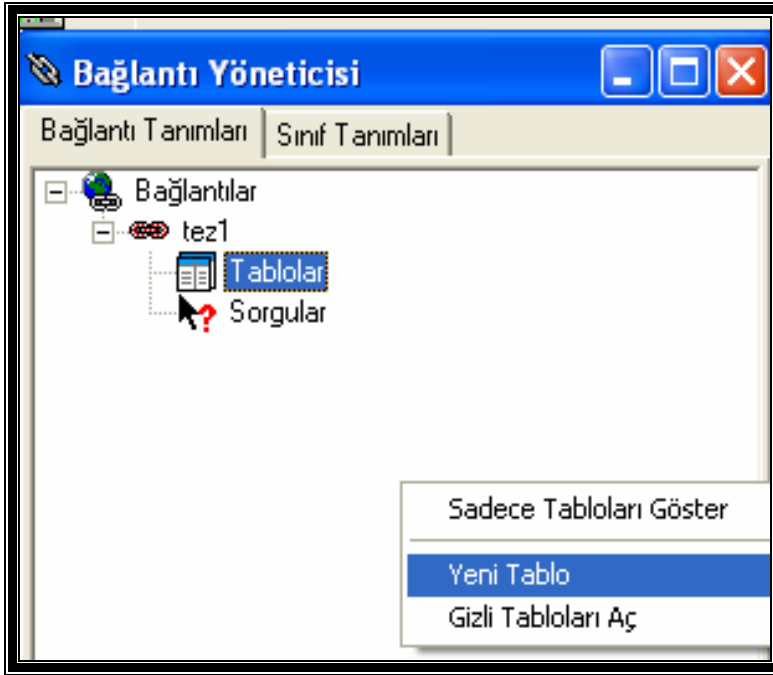 Bağlantı Yöneticisi
Bağlantı Tanımları Sınıf Tanımları
Bağlantılar
tez1
Tablolar
Sorgular
Sadece Tabloları Göster
Yeni Tablo
Gizli Tabloları Aç